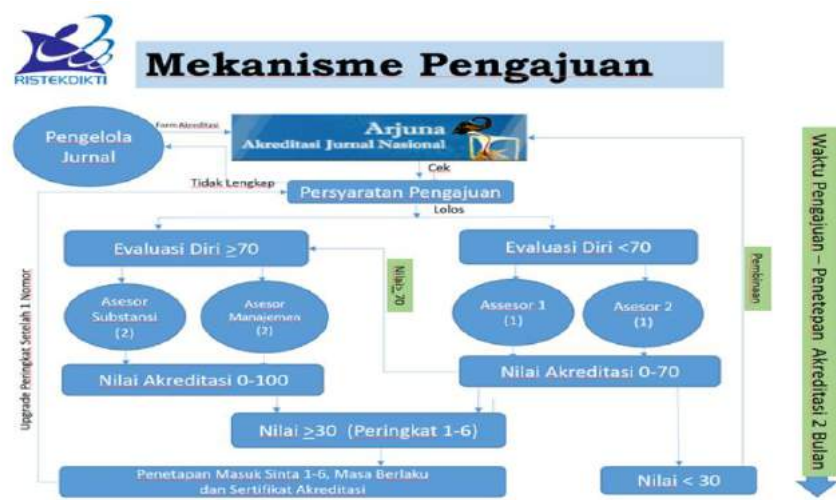 RISTEKDIKTI
Mekanisme Pengajuan
Pengelola
Jurnal
Form Akreditasi
Arjuna
Akreditasi Jurnal Nasional
Cek
Tidak Lengkap
Persyaratan Pengajuan
Lolos
Evaluasi Diri ≥70
Evaluasi Diri <70
Nilai≥ 70
Asesor
Substansi
(2)
Asesor
Manajemen
(2)
Assesor 1
(1)
Asesor 2
(1)
Nilai Akreditasi 0-100
Nilai Akreditasi 0-70
Nilai ≥30 (Peringkat 1-6)
Penetapan Masuk Sinta 1-6, Masa Berlaku
dan Sertifikat Akreditasi
Nilai < 30
Upgrade Peringkat Setelah 1 Nomor
Pembinaan
Waktu Pengajuan – Penetepan Akreditasi 2 Bulan